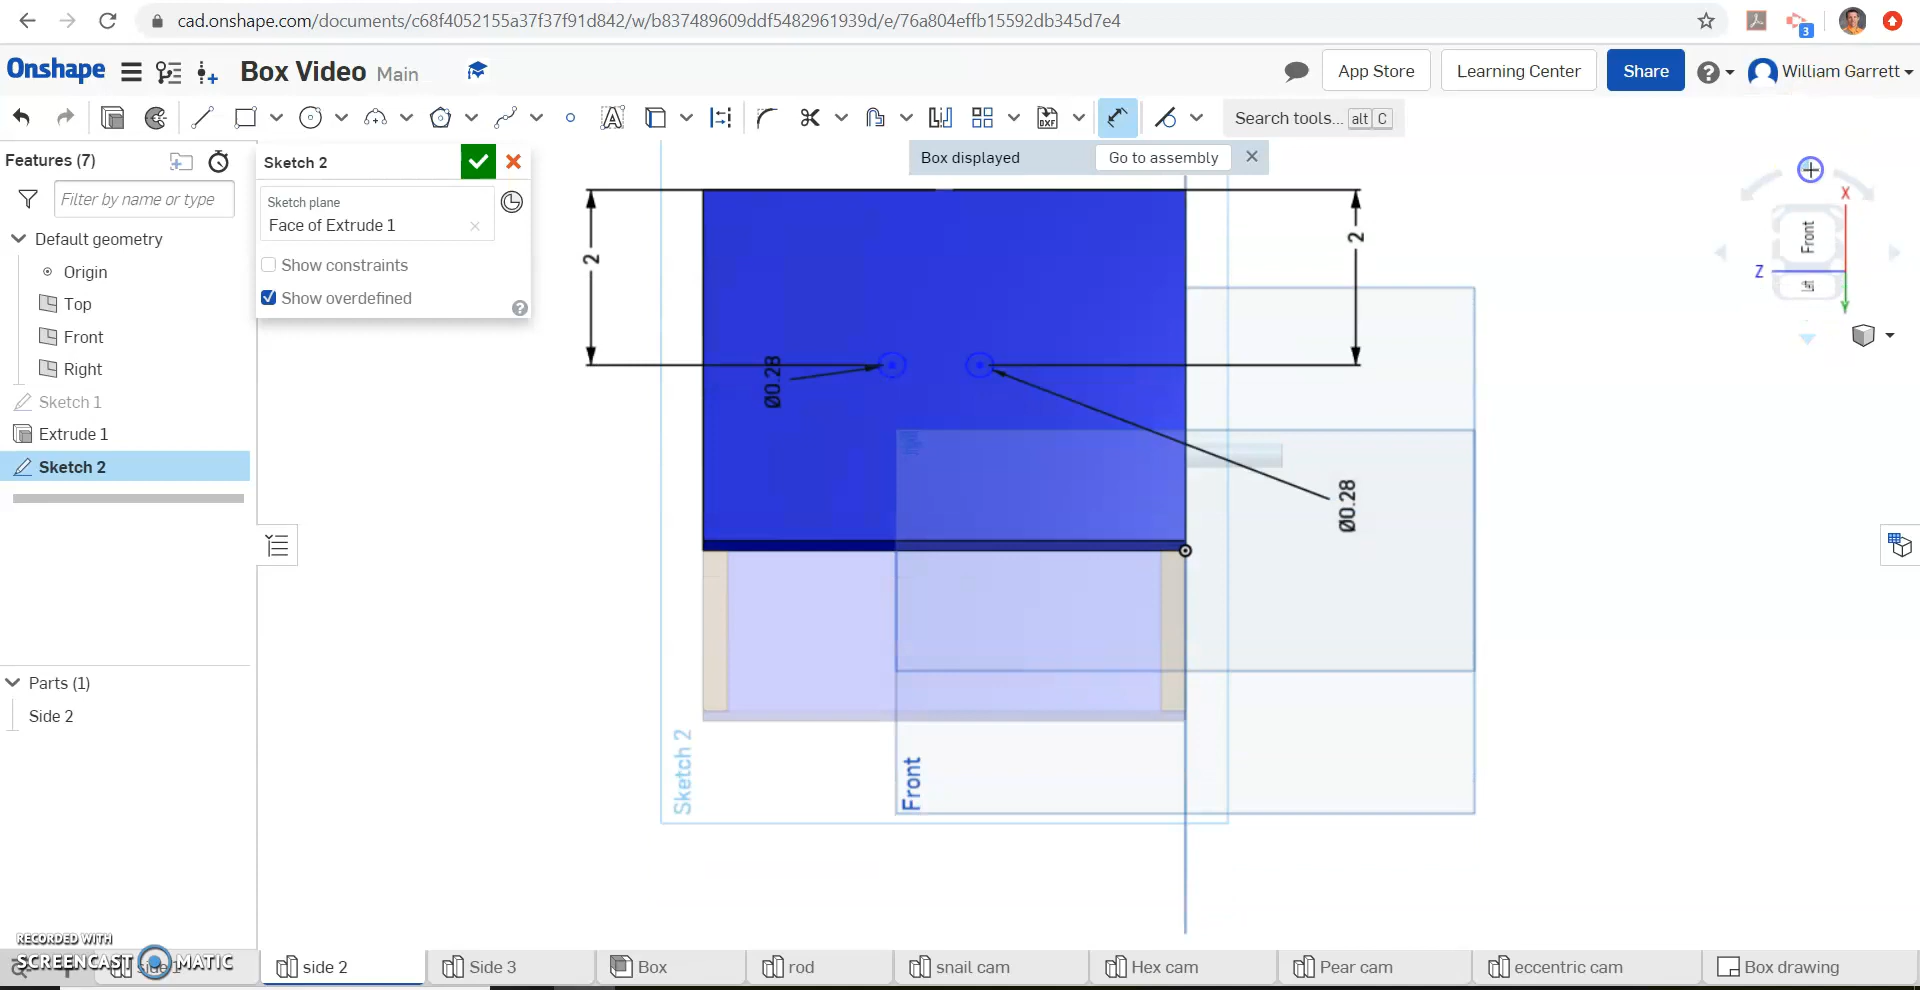 cad.onshape.com/documents/c68f4052155a37f37f91d842/w/b837489609ddf5482961939d/e/76a804effb15592db345d7e4
3
Onshape
Box Video Main
App Store
Learning Center
Share
William Garrett
Search tools... alt C
Features (7)
Filter by name or type
Default geometry
Origin
Top
Front
Right
Sketch 1
Extrude 1
Sketch 2
Parts (1)
Side 2
Sketch 2
Sketch plane
Face of Extrude 1
Show constraints
Show overdefined
Box displayed
Go to assembly
2
2
Ø0.28
Ø0.28
Sketch 2
Front
Front
X
Z
Y
RECORDED WITH
SCREENCAST MATIC
side 2
Side 3
Box
rod
snail cam
Hex cam
Pear cam
eccentric cam
Box drawing